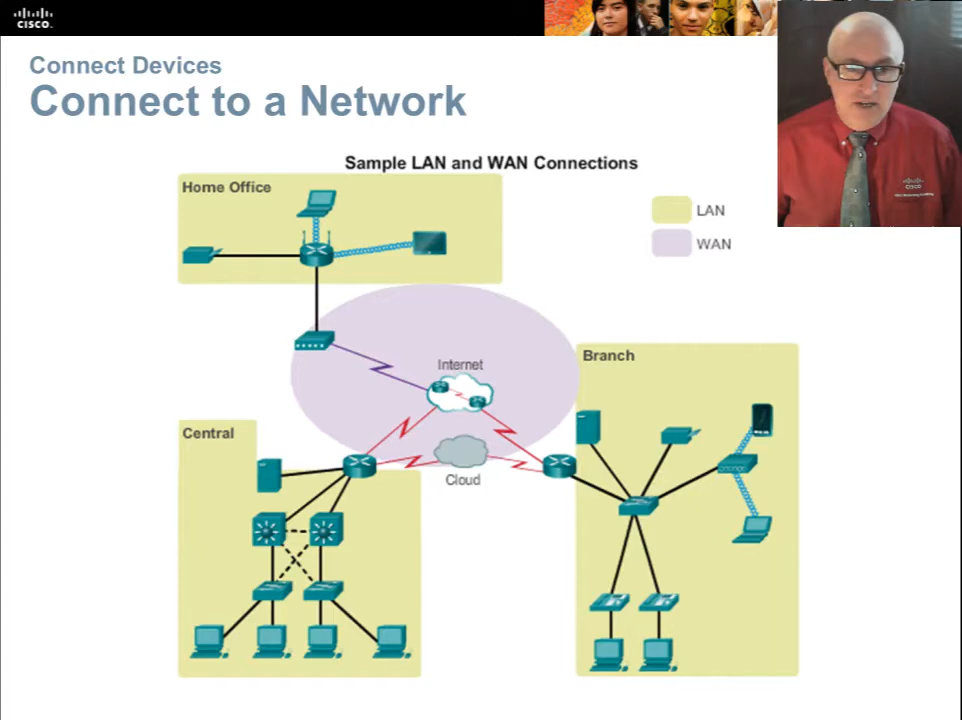 CISCO.
Connect Devices
Connect to a Network
Sample LAN and WAN Connections
Home Office
LAN
WAN
Internet
Branch
Central
Cloud
CISCO